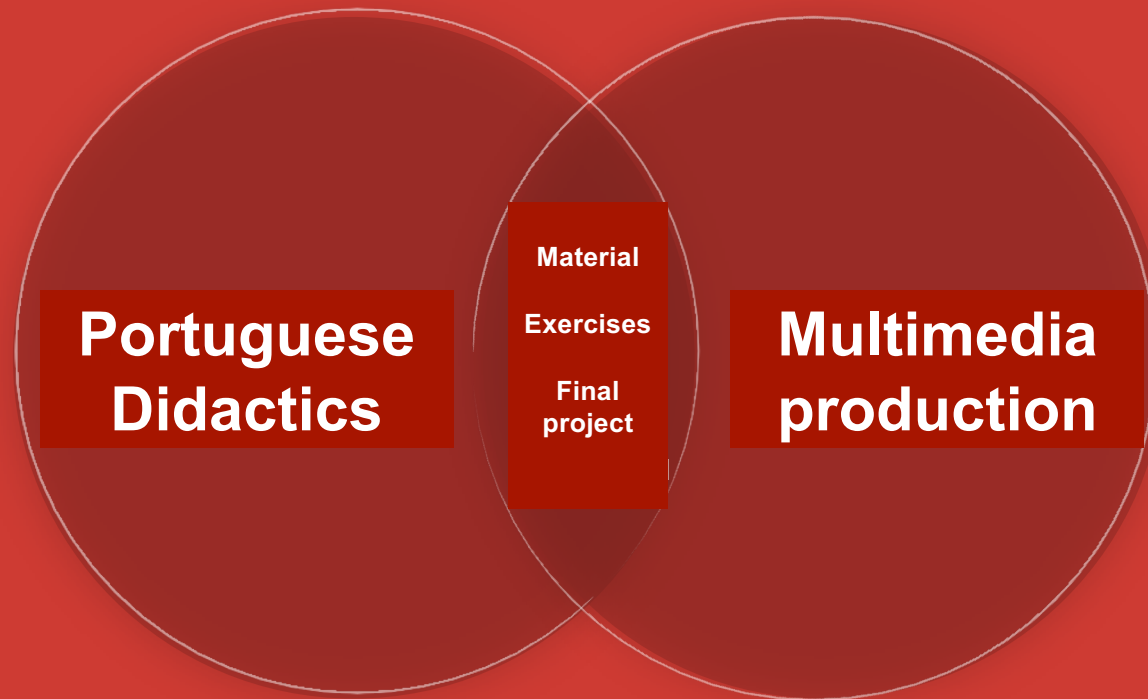 Portuguese
Didactics
Material
Exercises
Final
project
Multimedia
production